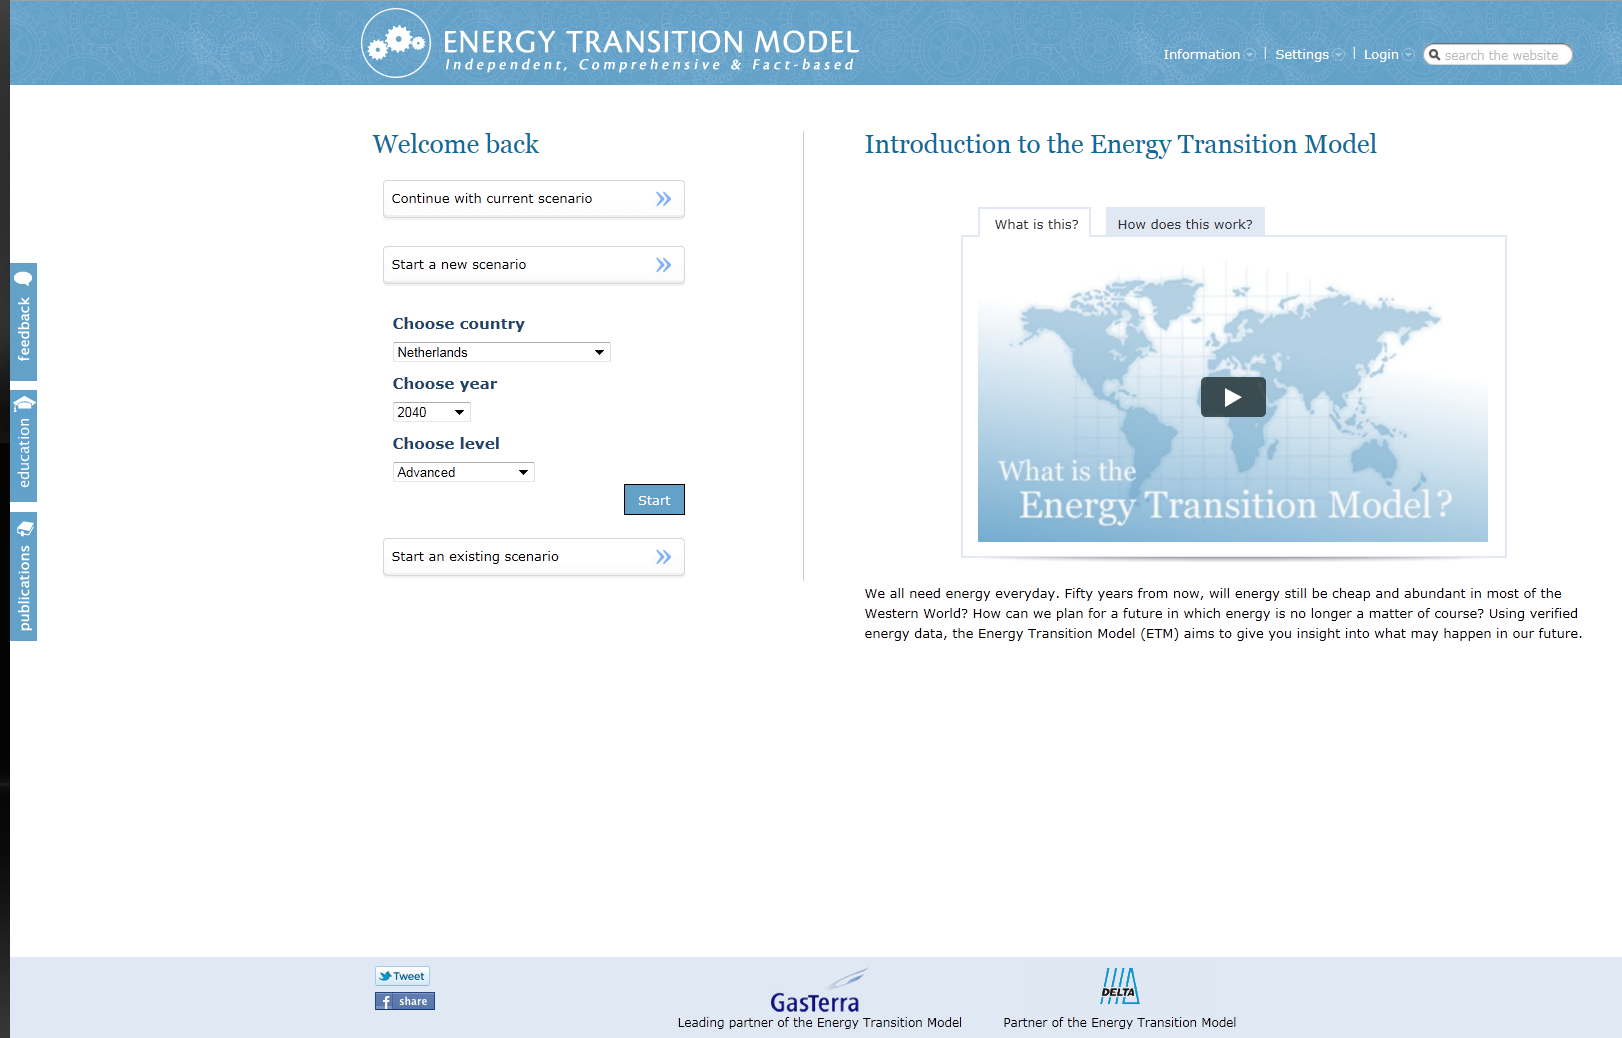 ENERGY TRANSITION MODEL
Independent, Comprehensive & Fact-based
Information
Settings
Login
search the website
feedback
education
publications
Welcome back
Continue with current scenario
Start a new scenario
Choose country
Netherlands
Choose year
2040
Choose level
Advanced
Start
Start an existing scenario
Introduction to the Energy Transition Model
What is this?
How does this work?
What is the
Energy Transition Model?
We all need energy everyday. Fifty years from now, will energy still be cheap and abundant in most of the
Western World? How can we plan for a future in which energy is no longer a matter of course? Using verified
energy data, the Energy Transition Model (ETM) aims to give you insight into what may happen in our future.
Tweet
share
GasTerra
Leading partner of the Energy Transition Model
DELTA
Partner of the Energy Transition Model